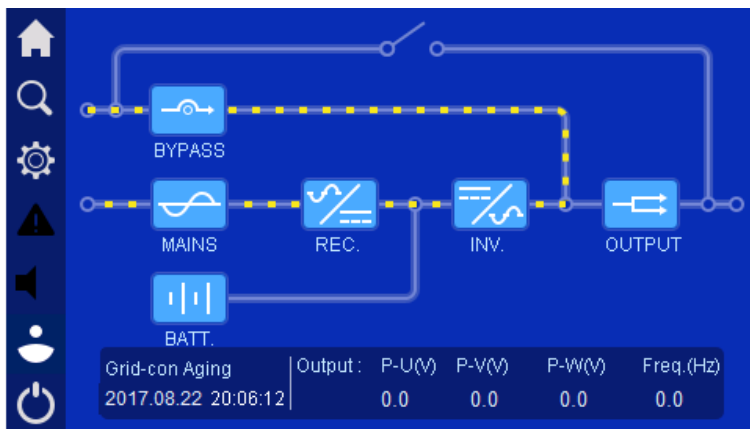 BYPASS
MAINS REC. INV. OUTPUT
BATT.
Grid-con Aging Output : P-U(V) P-V(V) P-W(V) Freq.(Hz)
2017.08.22 20:06:12 0.0 0.0 0.0 0.0